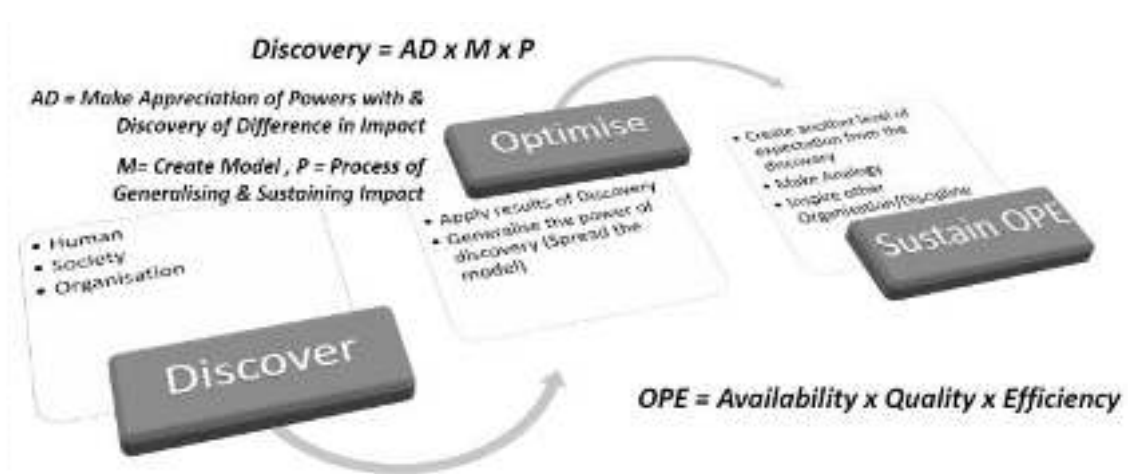 Discovery = AD x M x P
AD = Make Appreciation of Powers with &
Discovery of Difference in Impact
M= Create Model , P = Process of
Generalising & Sustaining Impact
• Human
• Society
• Organisation
Discover
Optimise
• Apply results of Discovery
• Generalise the power of
discovery (Spread the
model)
• Create another level of
expectation from the
discovery
• Make Analogy
• Inspire other
Organisation/Discipline
Sustain OPE
OPE = Availability x Quality x Efficiency